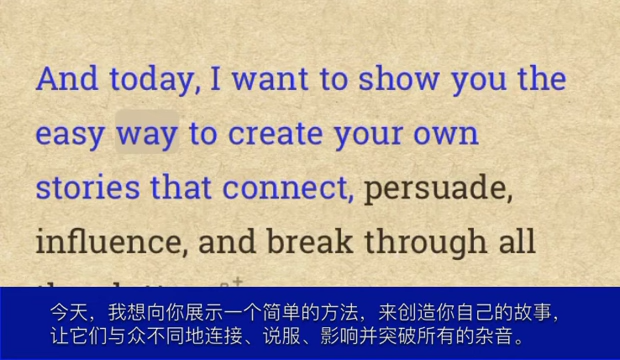 And today, I want to show you the
easy way to create your own
stories that connect, persuade,
influence, and break through all
今天，我想向你展示一个简单的方法，来创造你自己的故事，
让它们与众不同地连接、说服、影响并突破所有的杂音。